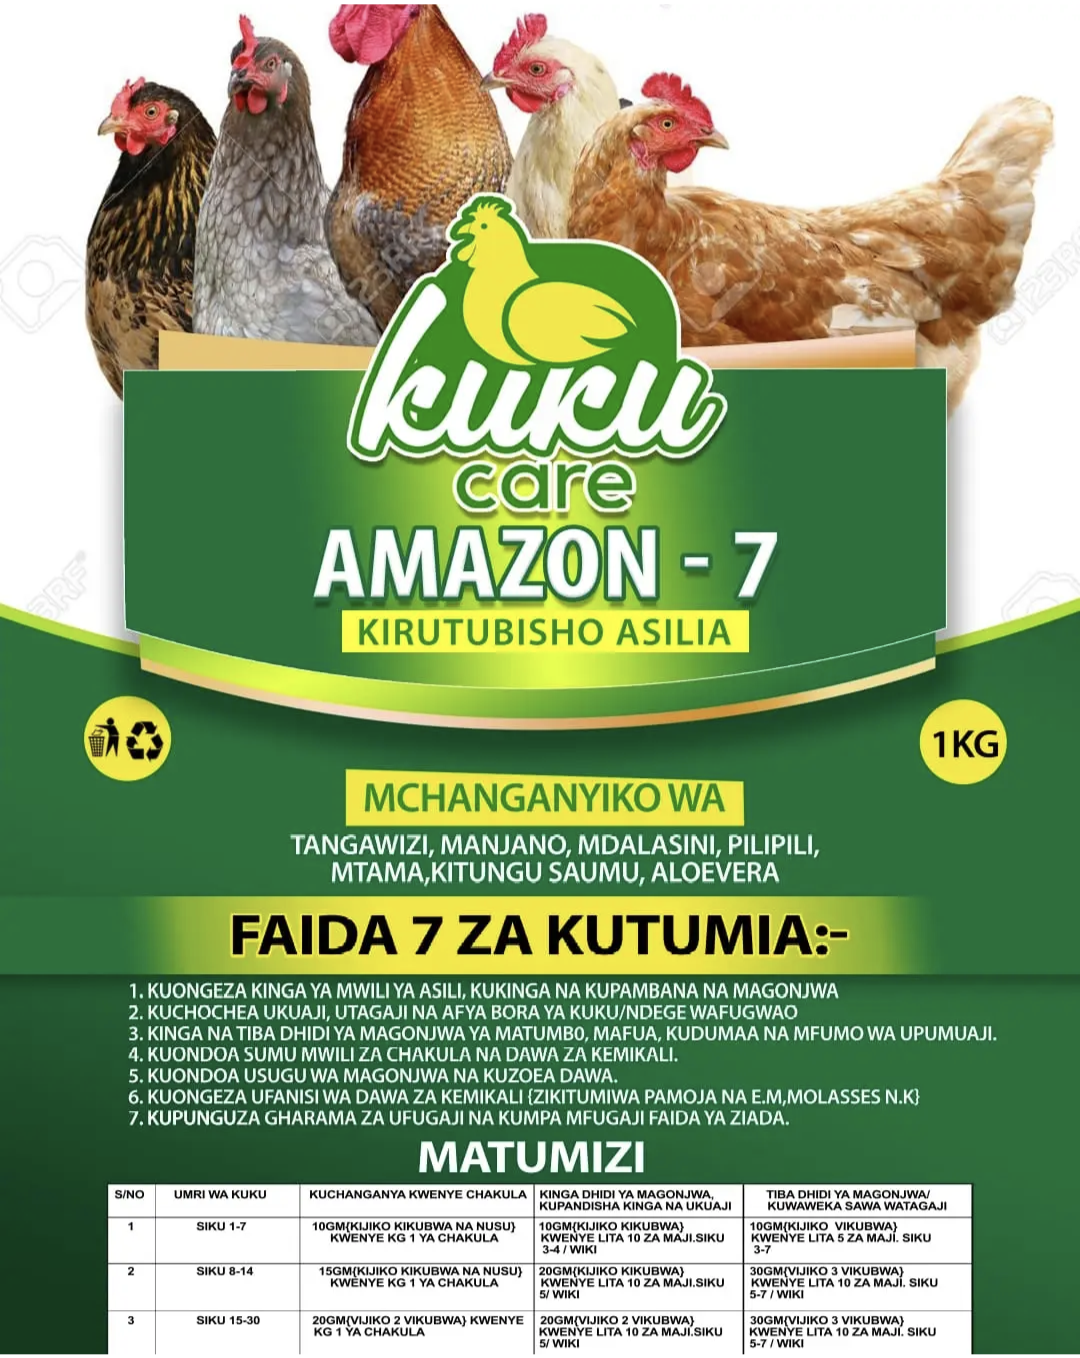 kuku
care
AMAZON - 7
KIRUTUBISHO ASILIA
1KG
MCHANGANYIKO WA
TANGAWIZI, MANJANO, MDALASINI, PILIPILI,
MTAMA,KITUNGU SAUMU, ALOEVERA
FAIDA 7 ZA KUTUMIA:-
1. KUONGEZA KINGA YA MWILI YA ASILI, KUKINGA NA KUPAMBANA NA MAGONJWA
2. KUCHOCHEA UKUAJI, UTAGAJI NA AFYA BORA YA KUKU/NDEGE WAFUGWAO
3. KINGA NA TIBA DHIDI YA MAGONJWA YA MATUMB0, MAFUA, KUDUMAA NA MFUMO WA UPUMUAJI.
4. KUONDOA SUMU MWILI ZA CHAKULA NA DAWA ZA KEMIKALI.
5. KUONDOA USUGU WA MAGONJWA NA KUZOEA DAWA.
6. KUONGEZA UFANISI WA DAWA ZA KEMIKALI {ZIKITUMIWA PAMOJA NA E.M,MOLASSES N.K}
7. KUPUNGUZA GHARAMA ZA UFUGAJI NA KUMPA MFUGAJI FAIDA YA ZIADA.
MATUMIZI
S/NO UMRI WA KUKU KUCHANGANYA KWENYE CHAKULA KINGA DHIDI YA MAGONJWA, KUPANDISHA KINGA NA UKUAJI TIBA DHIDI YA MAGONJWA/ KUWAWEKA SAWA WATAGAJI
1 SIKU 1-7 10GM{KIJIKO KIKUBWA NA NUSU} KWENYE KG 1 YA CHAKULA 10GM{KIJIKO KIKUBWA} KWENYE LITA 10 ZA MAJI.SIKU 3-4 / WIKI 10GM{KIJIKO VIKUBWA} KWENYE LITA 5 ZA MAJI. SIKU 3-7
2 SIKU 8-14 15GM{KIJIKO KIKUBWA NA NUSU} KWENYE KG 1 YA CHAKULA 20GM{KIJIKO KIKUBWA} KWENYE LITA 10 ZA MAJI.SIKU 5/ WIKI 30GM{VIJIKO 3 VIKUBWA} KWENYE LITA 10 ZA MAJI. SIKU 5-7 / WIKI
3 SIKU 15-30 20GM{VIJIKO 2 VIKUBWA} KWENYE KG 1 YA CHAKULA 20GM{VIJIKO 2 VIKUBWA} KWENYE LITA 10 ZA MAJI.SIKU 5/ WIKI 30GM{VIJIKO 3 VIKUBWA} KWENYE LITA 10 ZA MAJI. SIKU 5-7 / WIKI